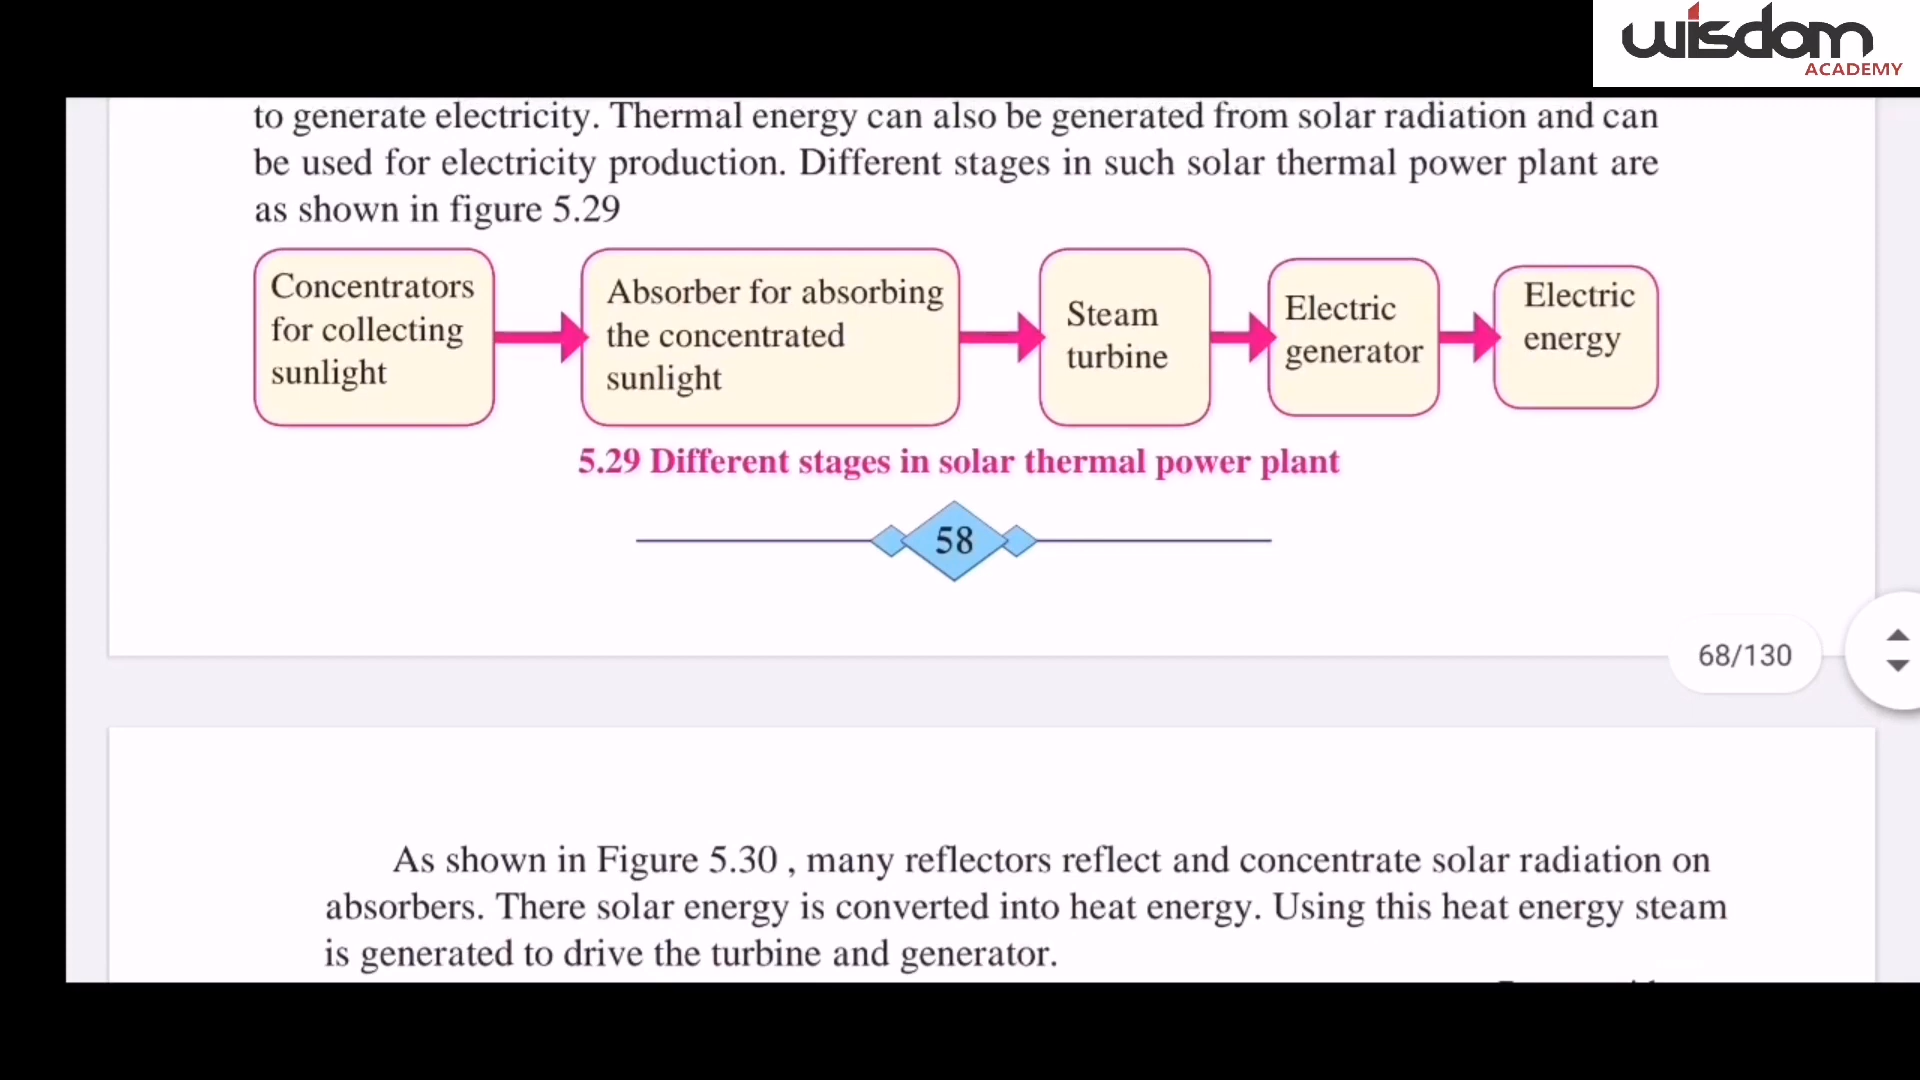 wisdom
ACADEMY
to generate electricity. Thermal energy can also be generated from solar radiation and can
be used for electricity production. Different stages in such solar thermal power plant are
as shown in figure 5.29
Concentrators
for collecting
sunlight
Absorber for absorbing
the concentrated
sunlight
Steam
turbine
Electric
generator
Electric
energy
5.29 Different stages in solar thermal power plant
58
68/130
As shown in Figure 5.30 , many reflectors reflect and concentrate solar radiation on
absorbers. There solar energy is converted into heat energy. Using this heat energy steam
is generated to drive the turbine and generator.